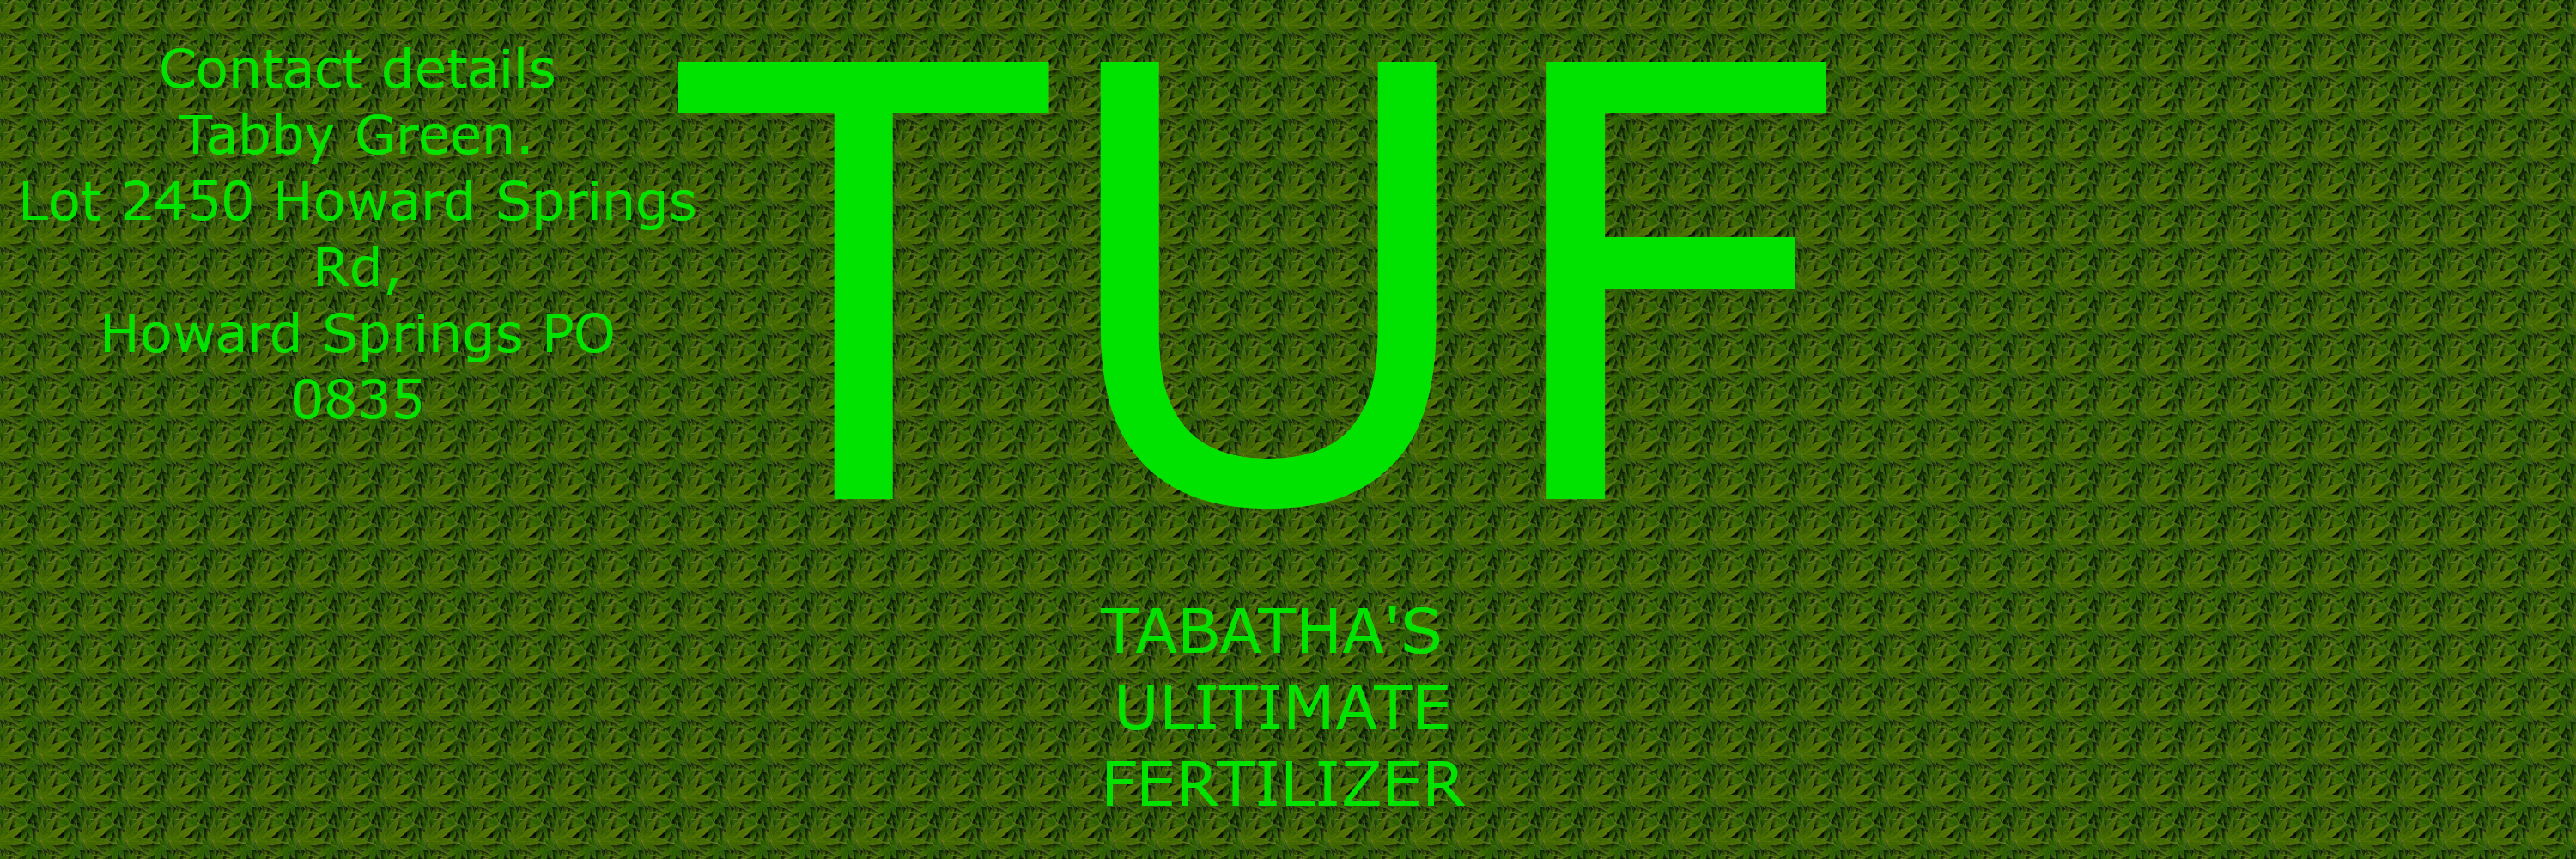 Contact details
Tabby Green.
Lot 2450 Howard Springs
Rd,
Howard Springs PO
0835
TUF
TABATHA'S
ULITIMATE
FERTILIZER